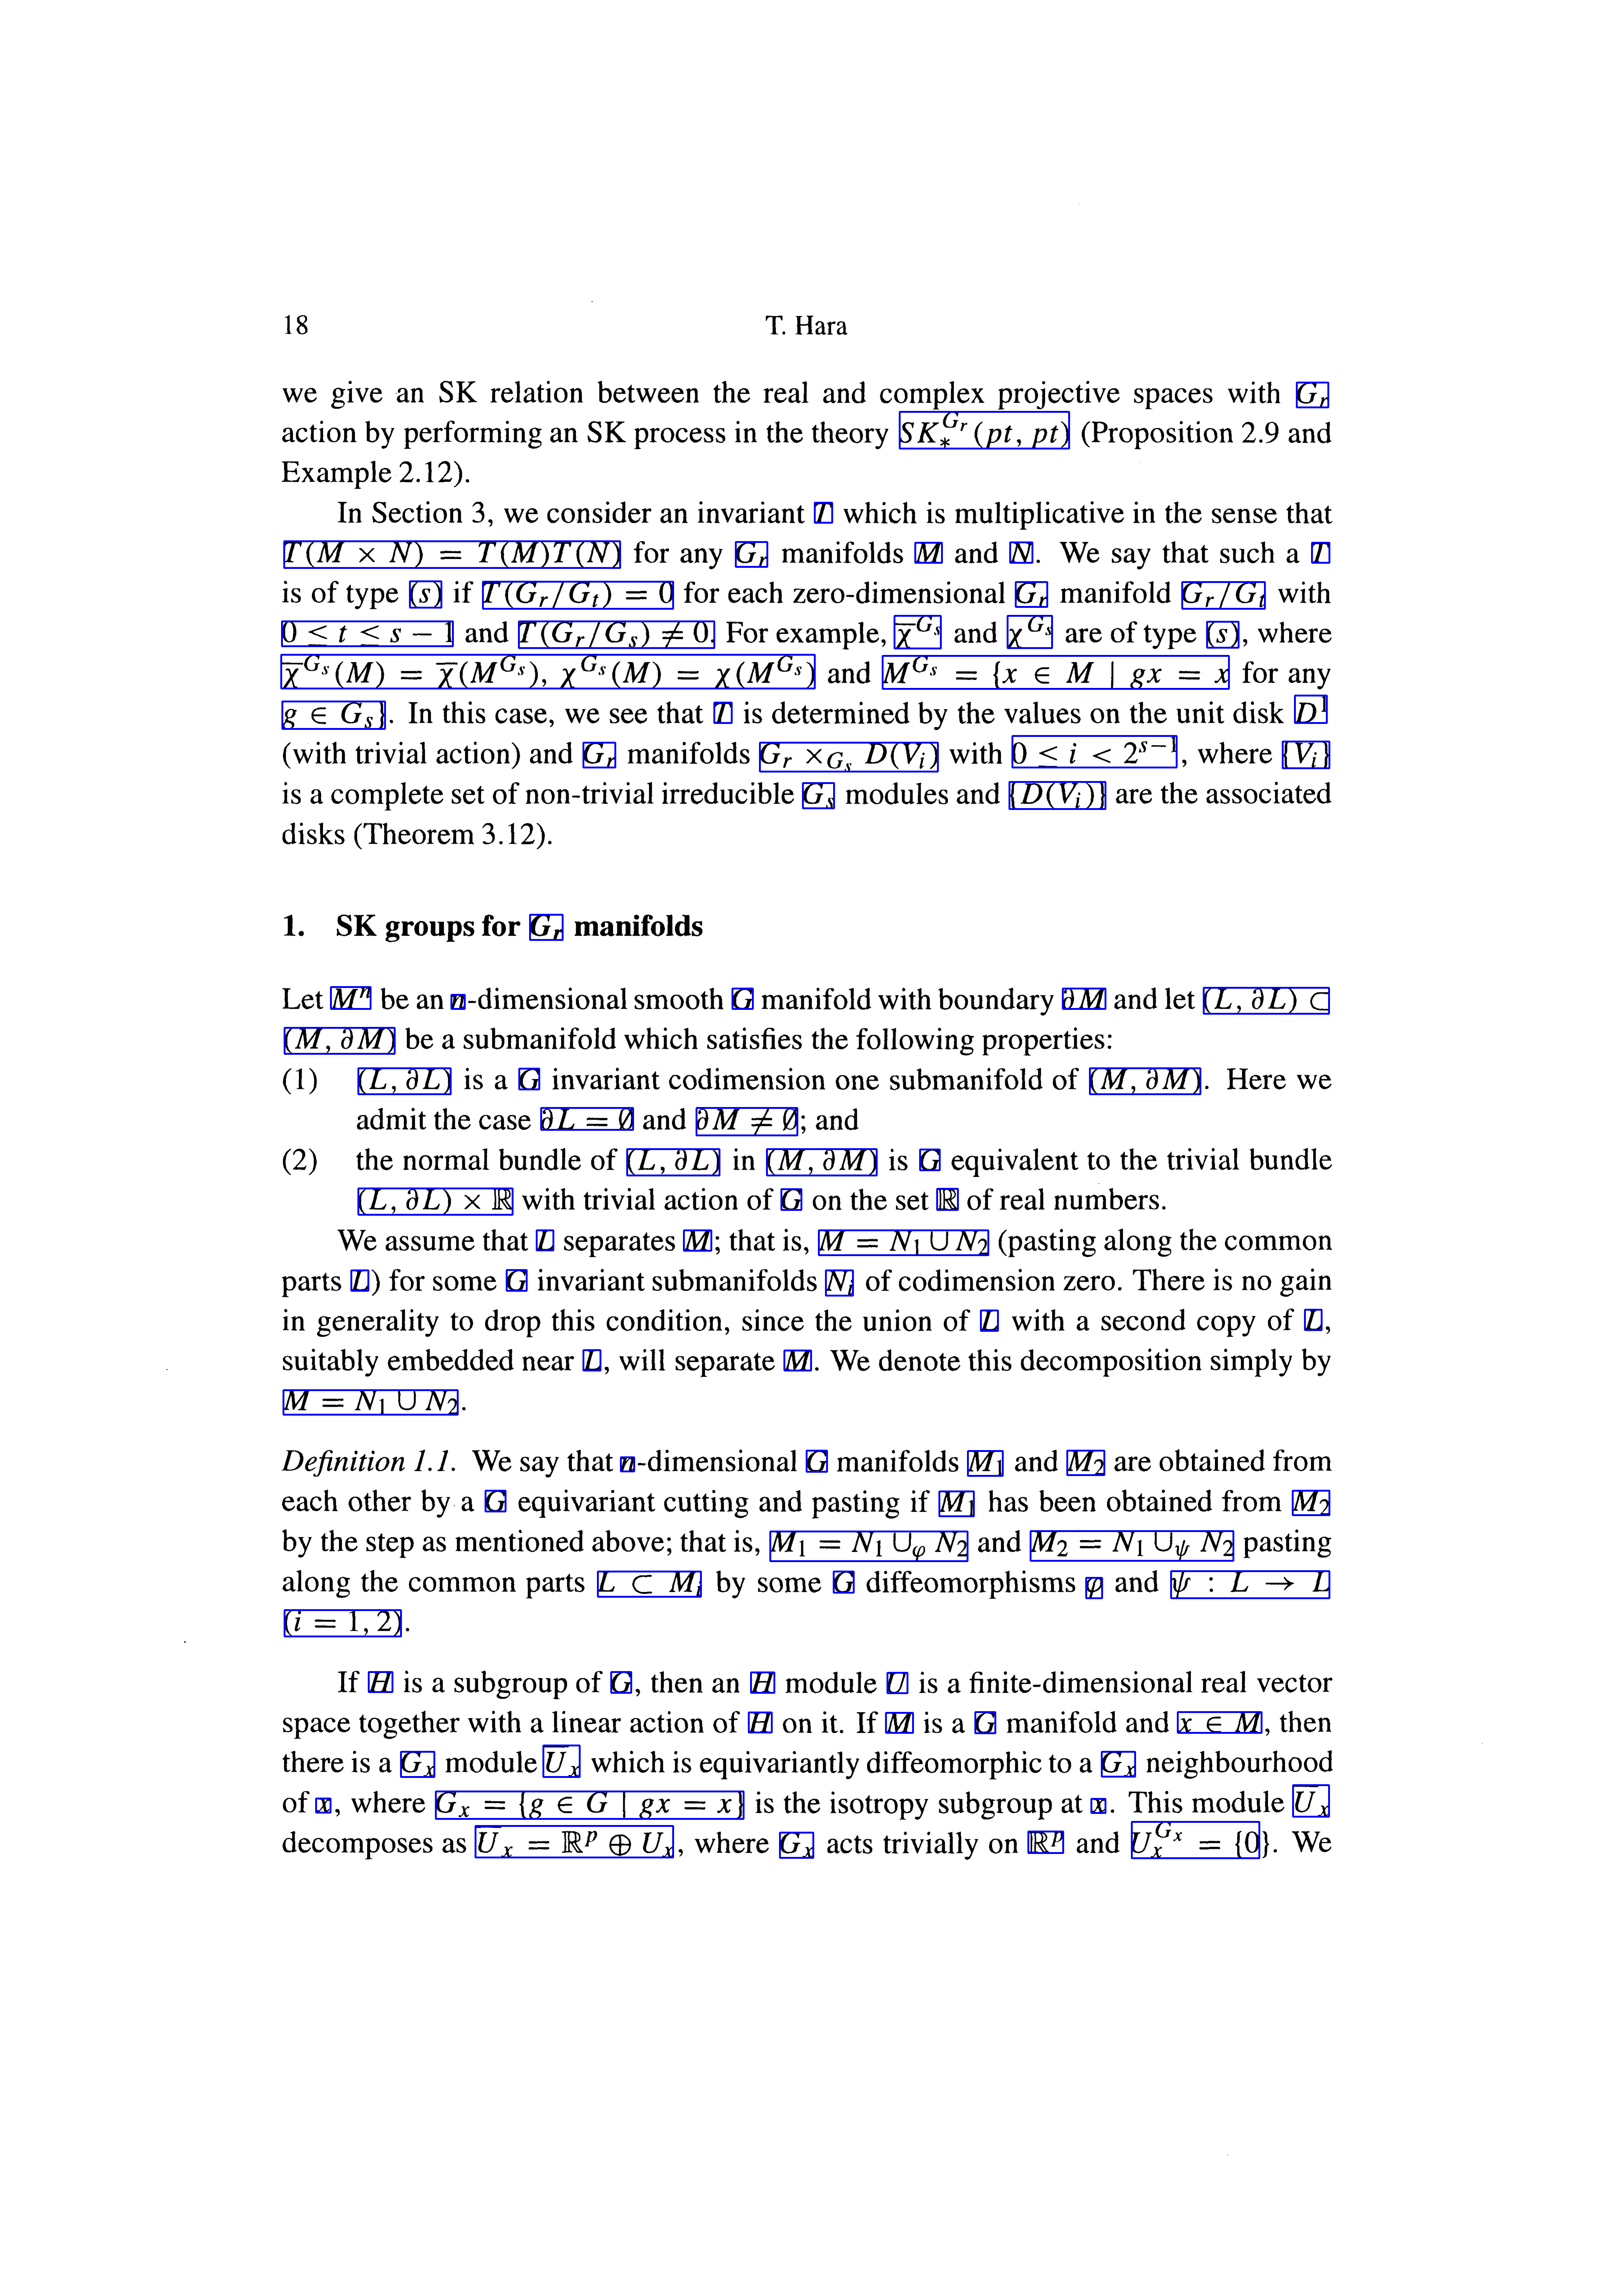 18 T. Hara
we give an SK relation between the real and complex projective spaces with $G_r$
action by performing an SK process in the theory $SK_*^{G_r}(pt, pt)$ (Proposition 2.9 and
Example 2.12).
In Section 3, we consider an invariant $T$ which is multiplicative in the sense that
$T(M \times N) = T(M)T(N)$ for any $G_r$ manifolds $M$ and $N$. We say that such a $T$
is of type $(s)$ if $T(G_r/G_t) = 0$ for each zero-dimensional $G_r$ manifold $G_r/G_t$ with
$0 \leq t \leq s - 1$ and $T(G_r/G_s) \neq 0$. For example, $\overline{\chi}^{G_s}$ and $\chi^{G_s}$ are of type $(s)$, where
$\overline{\chi}^{G_s}(M) = \overline{\chi}(M^{G_s})$, $\chi^{G_s}(M) = \chi(M^{G_s})$ and $M^{G_s} = \{x \in M \mid gx = x$ for any
$g \in G_s\}$. In this case, we see that $T$ is determined by the values on the unit disk $D^1$
(with trivial action) and $G_r$ manifolds $G_r \times_{G_s} D(V_i)$ with $0 \leq i < 2^{s-1}$, where $\{V_i\}$
is a complete set of non-trivial irreducible $G_s$ modules and $\{D(V_i)\}$ are the associated
disks (Theorem 3.12).
1. SK groups for $G_r$ manifolds
Let $M^n$ be an $n$-dimensional smooth $G$ manifold with boundary $\partial M$ and let $(L, \partial L) \subset$
$(M, \partial M)$ be a submanifold which satisfies the following properties:
(1) $(L, \partial L)$ is a $G$ invariant codimension one submanifold of $(M, \partial M)$. Here we
admit the case $\partial L = \emptyset$ and $\partial M \neq \emptyset$; and
(2) the normal bundle of $(L, \partial L)$ in $(M, \partial M)$ is $G$ equivalent to the trivial bundle
$(L, \partial L) \times \mathbb{R}$ with trivial action of $G$ on the set $\mathbb{R}$ of real numbers.
We assume that $L$ separates $M$; that is, $M = N_1 \cup N_2$ (pasting along the common
parts $L$) for some $G$ invariant submanifolds $N_i$ of codimension zero. There is no gain
in generality to drop this condition, since the union of $L$ with a second copy of $L$,
suitably embedded near $L$, will separate $M$. We denote this decomposition simply by
$M = N_1 \cup N_2$.
Definition 1.1. We say that $n$-dimensional $G$ manifolds $M_1$ and $M_2$ are obtained from
each other by a $G$ equivariant cutting and pasting if $M_1$ has been obtained from $M_2$
by the step as mentioned above; that is, $M_1 = N_1 \cup_\varphi N_2$ and $M_2 = N_1 \cup_\psi N_2$ pasting
along the common parts $L \subset M_i$ by some $G$ diffeomorphisms $\varphi$ and $\psi : L \to L$
$(i = 1, 2)$.
If $H$ is a subgroup of $G$, then an $H$ module $U$ is a finite-dimensional real vector
space together with a linear action of $H$ on it. If $M$ is a $G$ manifold and $x \in M$, then
there is a $G_x$ module $\overline{U}_x$ which is equivariantly diffeomorphic to a $G_x$ neighbourhood
of $x$, where $G_x = \{g \in G \mid gx = x\}$ is the isotropy subgroup at $x$. This module $\overline{U}_x$
decomposes as $\overline{U}_x = \mathbb{R}^p \oplus U_x$, where $G_x$ acts trivially on $\mathbb{R}^p$ and $U_x^{G_x} = \{0\}$. We